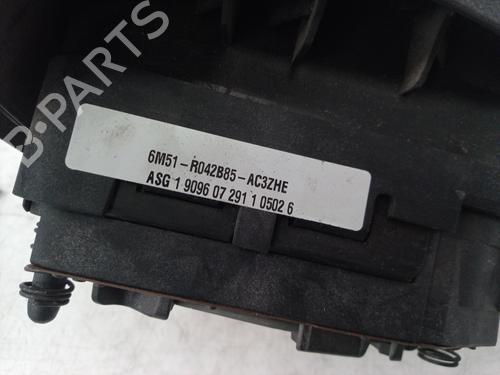 B-PARTS
6M51-R042B85-AC3ZHE
ASG 1 9096 07 291 1 0502 6